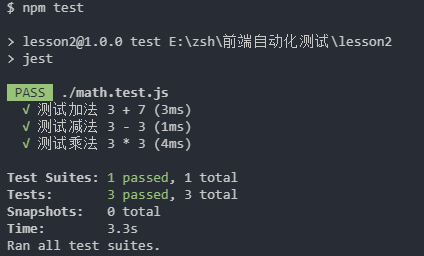 $ npm test
> lesson2@1.0.0 test E:\zsh\前端自动化测试\lesson2
> jest
PASS ./math.test.js
√ 测试加法 3 + 7 (3ms)
√ 测试减法 3 - 3 (1ms)
√ 测试乘法 3 * 3 (4ms)
Test Suites: 1 passed, 1 total
Tests: 3 passed, 3 total
Snapshots: 0 total
Time: 3.3s
Ran all test suites.